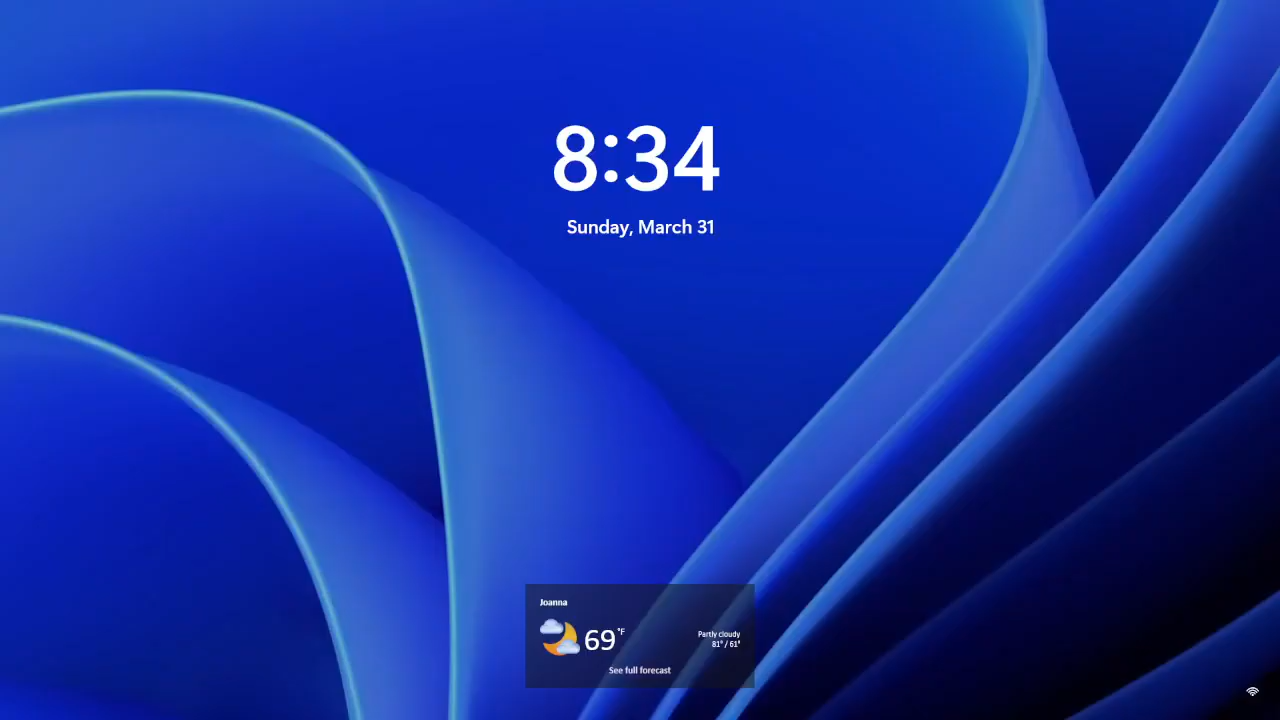 8:34
Sunday, March 31
Joanna
69°F
Partly cloudy
81° / 61°
See full forecast